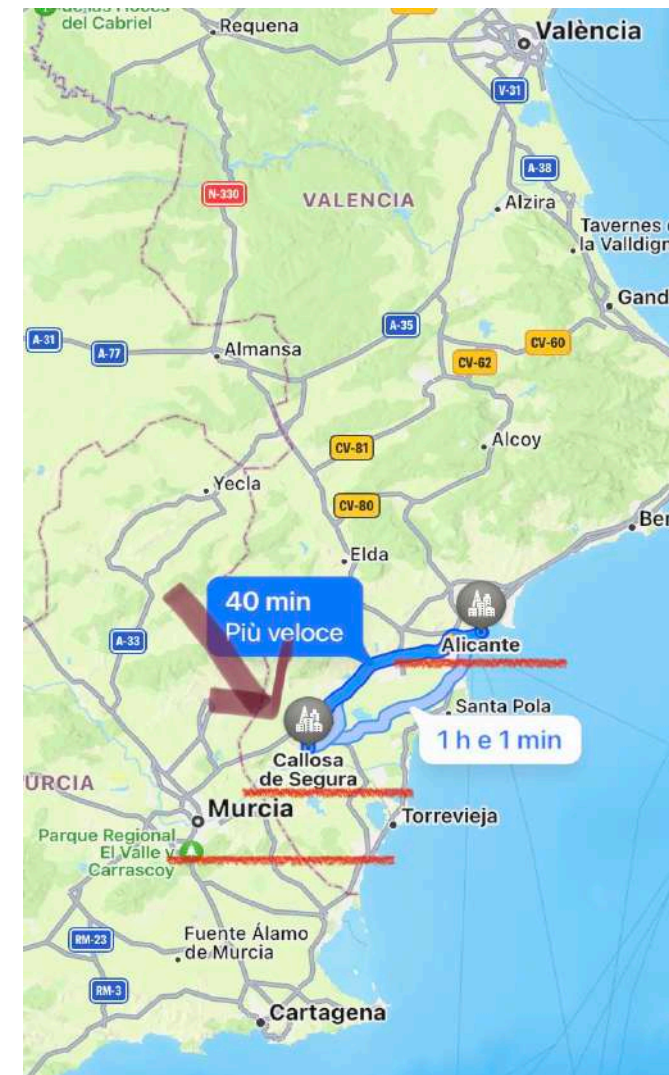 del Cabriel
Requena
València
V-31
A-38
N-330
VALENCIA
Alzira
Tavernes
la Valldign
Gand
A-35
A-31
A-77
Almansa
CV-60
CV-62
Alcoy
CV-81
Yecla
CV-80
Ber
Elda
40 min
Più veloce
A-33
Alicante
Santa Pola
1 h e 1 min
Callosa
de Segura
URCIA
Murcia
Torrevieja
Parque Regional
El Valle y
Carrascoy
RM-23
Fuente Álamo
de Murcia
RM-3
Cartagena